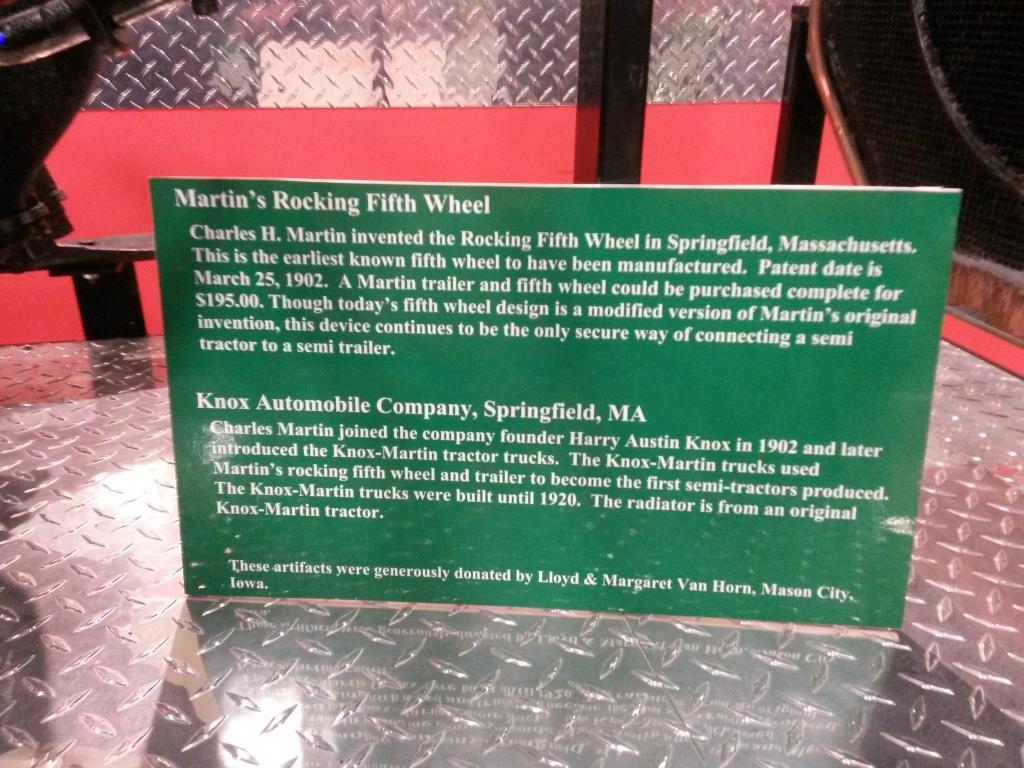 Martin's Rocking Fifth Wheel
Charles H. Martin invented the Rocking Fifth Wheel in Springfield, Massachusetts.
This is the earliest known fifth wheel to have been manufactured. Patent date is
March 25, 1902. A Martin trailer and fifth wheel could be purchased complete for
$195.00. Though today's fifth wheel design is a modified version of Martin's original
invention, this device continues to be the only secure way of connecting a semi
tractor to a semi trailer.
Knox Automobile Company, Springfield, MA
Charles Martin joined the company founder Harry Austin Knox in 1902 and later
introduced the Knox-Martin tractor trucks. The Knox-Martin trucks used
Martin's rocking fifth wheel and trailer to become the first semi-tractors produced.
The Knox-Martin trucks were built until 1920. The radiator is from an original
Knox-Martin tractor.
These artifacts were generously donated by Lloyd & Margaret Van Horn, Mason City,
Iowa.